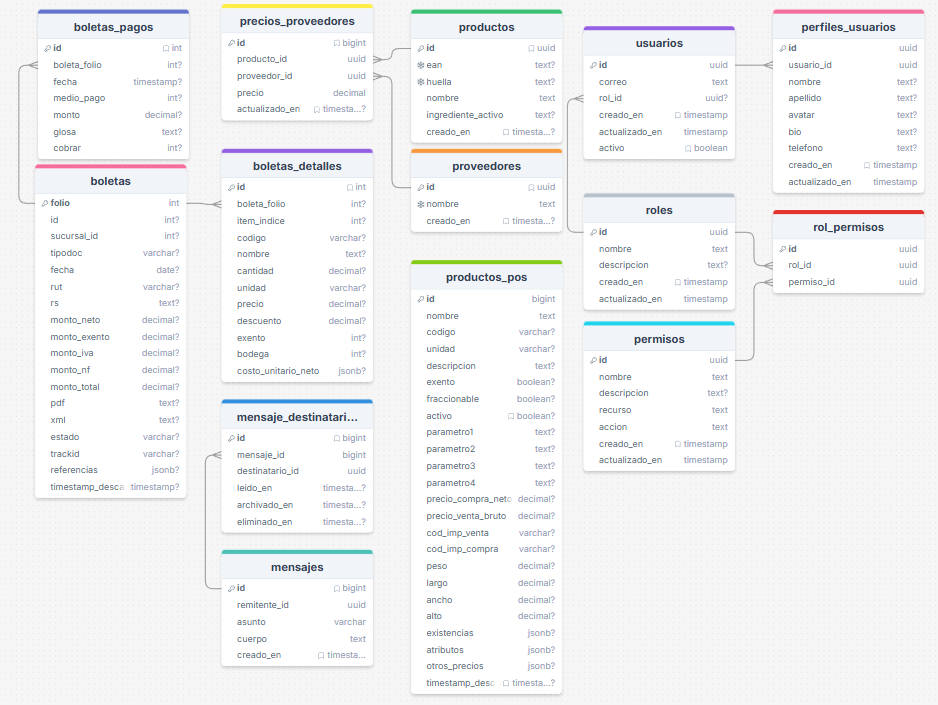 boletas_pagos
id int
boleta_folio int?
fecha timestamp?
medio_pago int?
monto decimal?
glosa text?
cobrar int?
boletas
folio int
id int?
sucursal_id int?
tipodoc varchar?
fecha date?
rut varchar?
rs text?
monto_neto decimal?
monto_exento decimal?
monto_iva decimal?
monto_nf decimal?
monto_total decimal?
pdf text?
xml text?
estado varchar?
trackid varchar?
referencias jsonb?
timestamp_desca timestamp?
precios_proveedores
id bigint
producto_id uuid
proveedor_id uuid
precio decimal
actualizado_en timesta...?
boletas_detalles
id int
boleta_folio int?
item_indice int?
codigo varchar?
nombre text?
cantidad decimal?
unidad varchar?
precio decimal?
descuento decimal?
exento int?
bodega int?
costo_unitario_neto jsonb?
mensaje_destinatari...
id bigint
mensaje_id bigint
destinatario_id uuid
leido_en timesta...?
archivado_en timesta...?
eliminado_en timesta...?
mensajes
id bigint
remitente_id uuid
asunto varchar
cuerpo text
creado_en timesta...
productos
id uuid
ean text?
huella text?
nombre text
ingrediente_activo text?
creado_en timesta...?
proveedores
id uuid
nombre text
creado_en timesta...?
productos_pos
id bigint
nombre text
codigo varchar?
unidad varchar?
descripcion text?
exento boolean?
fraccionable boolean?
activo boolean?
parametro1 text?
parametro2 text?
parametro3 text?
parametro4 text?
precio_compra_neto decimal?
precio_venta_bruto decimal?
cod_imp_venta varchar?
cod_imp_compra varchar?
peso decimal?
largo decimal?
ancho decimal?
alto decimal?
existencias jsonb?
atributos jsonb?
otros_precios jsonb?
timestamp_desc timesta...?
usuarios
id uuid
correo text
rol_id uuid?
creado_en timestamp
actualizado_en timestamp
activo boolean
roles
id uuid
nombre text
descripcion text?
creado_en timestamp
actualizado_en timestamp
permisos
id uuid
nombre text
descripcion text?
recurso text
accion text
creado_en timestamp
actualizado_en timestamp
perfiles_usuarios
id uuid
usuario_id uuid
nombre text?
apellido text?
avatar text?
bio text?
telefono text?
creado_en timestamp
actualizado_en timestamp
rol_permisos
id uuid
rol_id uuid
permiso_id uuid